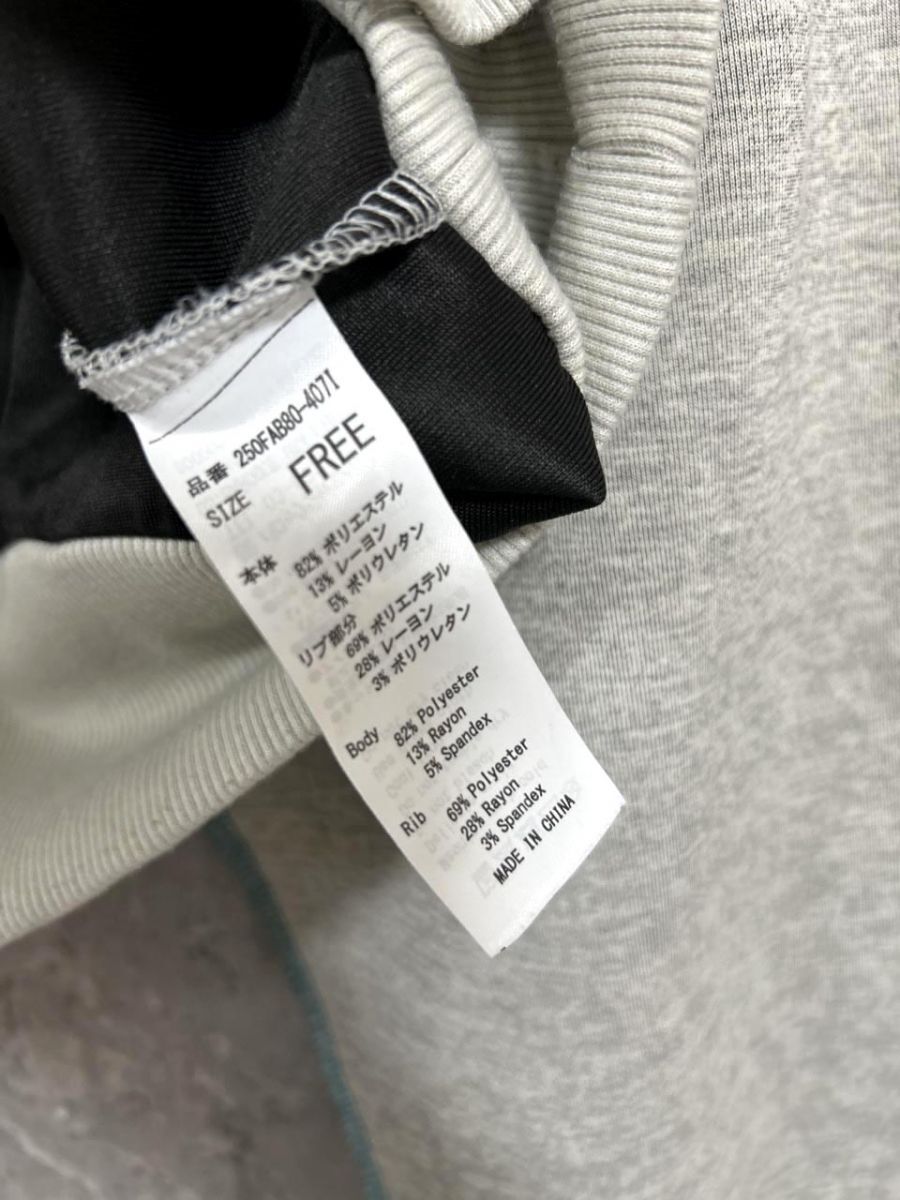 品番 250FAB80-407I
SIZE FREE
本体 82% ポリエステル
13% レーヨン
5% ポリウレタン
リブ部分
69% ポリエステル
28% レーヨン
3% ポリウレタン
Body 82% Polyester
13% Rayon
5% Spandex
Rib 69% Polyester
28% Rayon
3% Spandex
MADE IN CHINA